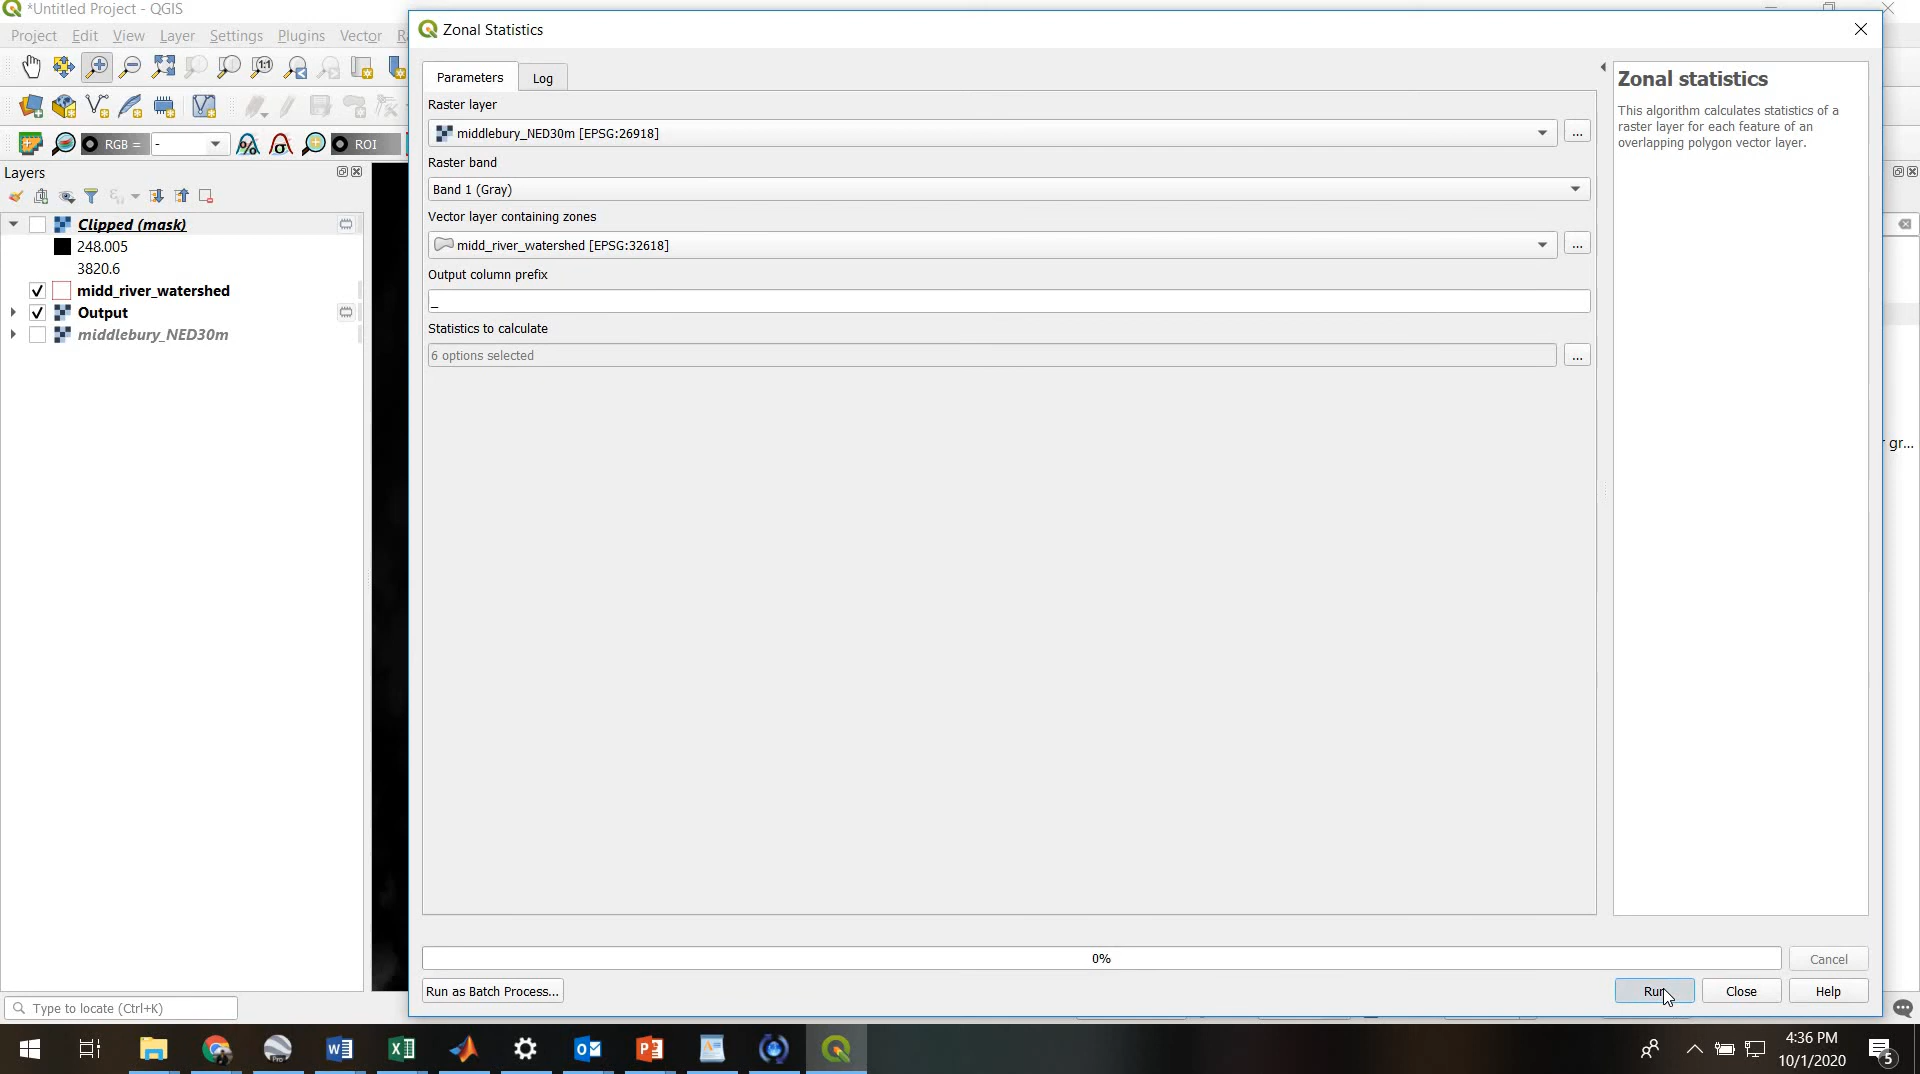 *Untitled Project - QGIS
Project Edit View Layer Settings Plugins Vector
RGB = - ROI
Layers
Clipped (mask)
248.005
3820.6
midd_river_watershed
Output
middlebury_NED30m
Type to locate (Ctrl+K)
Zonal Statistics
Parameters Log
Raster layer
middlebury_NED30m [EPSG:26918]
...
Raster band
Band 1 (Gray)
Vector layer containing zones
midd_river_watershed [EPSG:32618]
...
Output column prefix
_
Statistics to calculate
6 options selected
...
0%
Cancel
Run as Batch Process...
Run Close Help
Zonal statistics
This algorithm calculates statistics of a
raster layer for each feature of an
overlapping polygon vector layer.
gr...
4:36 PM
10/1/2020
5